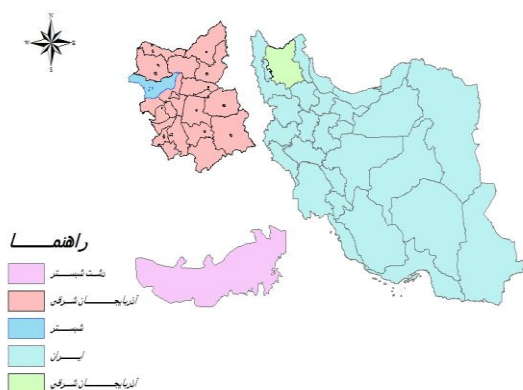 N
W
E
S
راهنما
دشت شبستر
آذربایجان شرقی
شبستر
ایران
آذربایجان شرقی